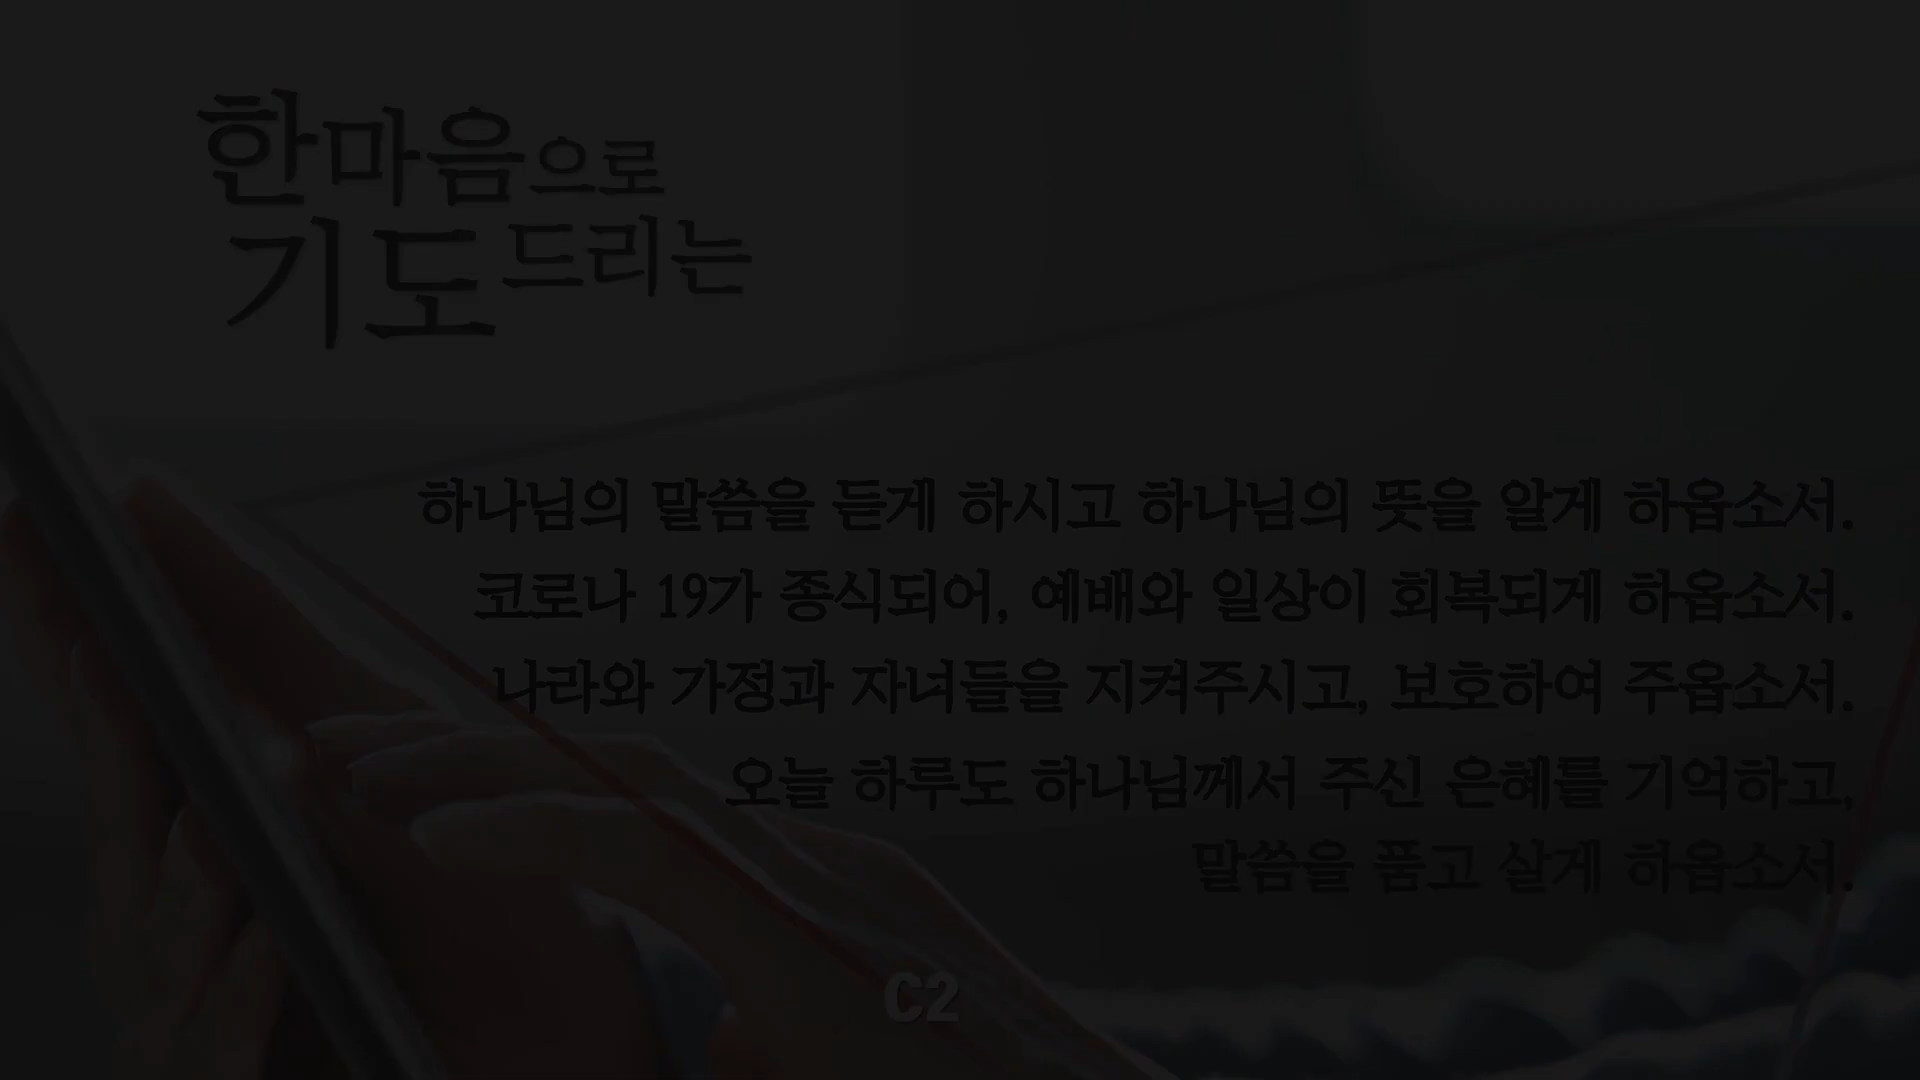 한마음으로
기도드리는
하나님의 말씀을 듣게 하시고 하나님의 뜻을 알게 하옵소서.
코로나 19가 종식되어, 예배와 일상이 회복되게 하옵소서.
나라와 가정과 자녀들을 지켜주시고, 보호하여 주옵소서.
오늘 하루도 하나님께서 주신 은혜를 기억하고,
말씀을 품고 살게 하옵소서.
C2